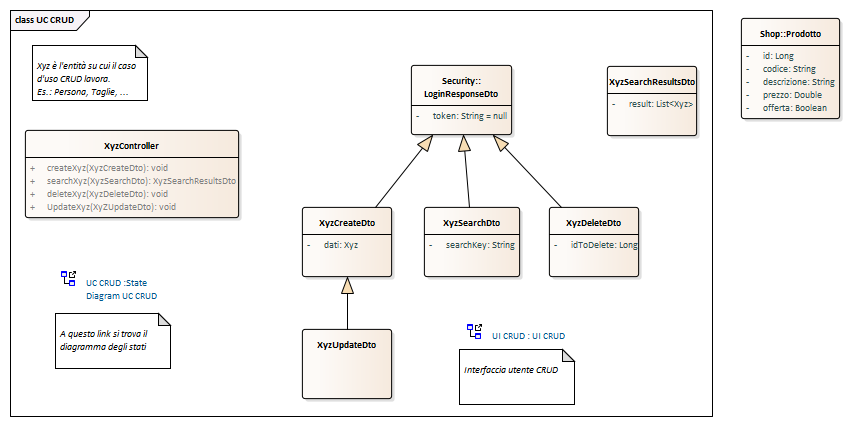 class UC CRUD
Xyz è l'entità su cui il caso
d'uso CRUD lavora.
Es.: Persona, Taglie, ...
Security::
LoginResponseDto
- token: String = null
XyzSearchResultsDto
- result: List<Xyz>
Shop::Prodotto
- id: Long
- codice: String
- descrizione: String
- prezzo: Double
- offerta: Boolean
XyzController
+ createXyz(XyzCreateDto): void
+ searchXyz(XyzSearchDto): XyzSearchResultsDto
+ deleteXyz(XyzDeleteDto): void
+ UpdateXyz(XyZUpdateDto): void
XyzCreateDto
- dati: Xyz
XyzSearchDto
- searchKey: String
XyzDeleteDto
- idToDelete: Long
UC CRUD :State
Diagram UC CRUD
A questo link si trova il
diagramma degli stati
XyzUpdateDto
UI CRUD : UI CRUD
Interfaccia utente CRUD